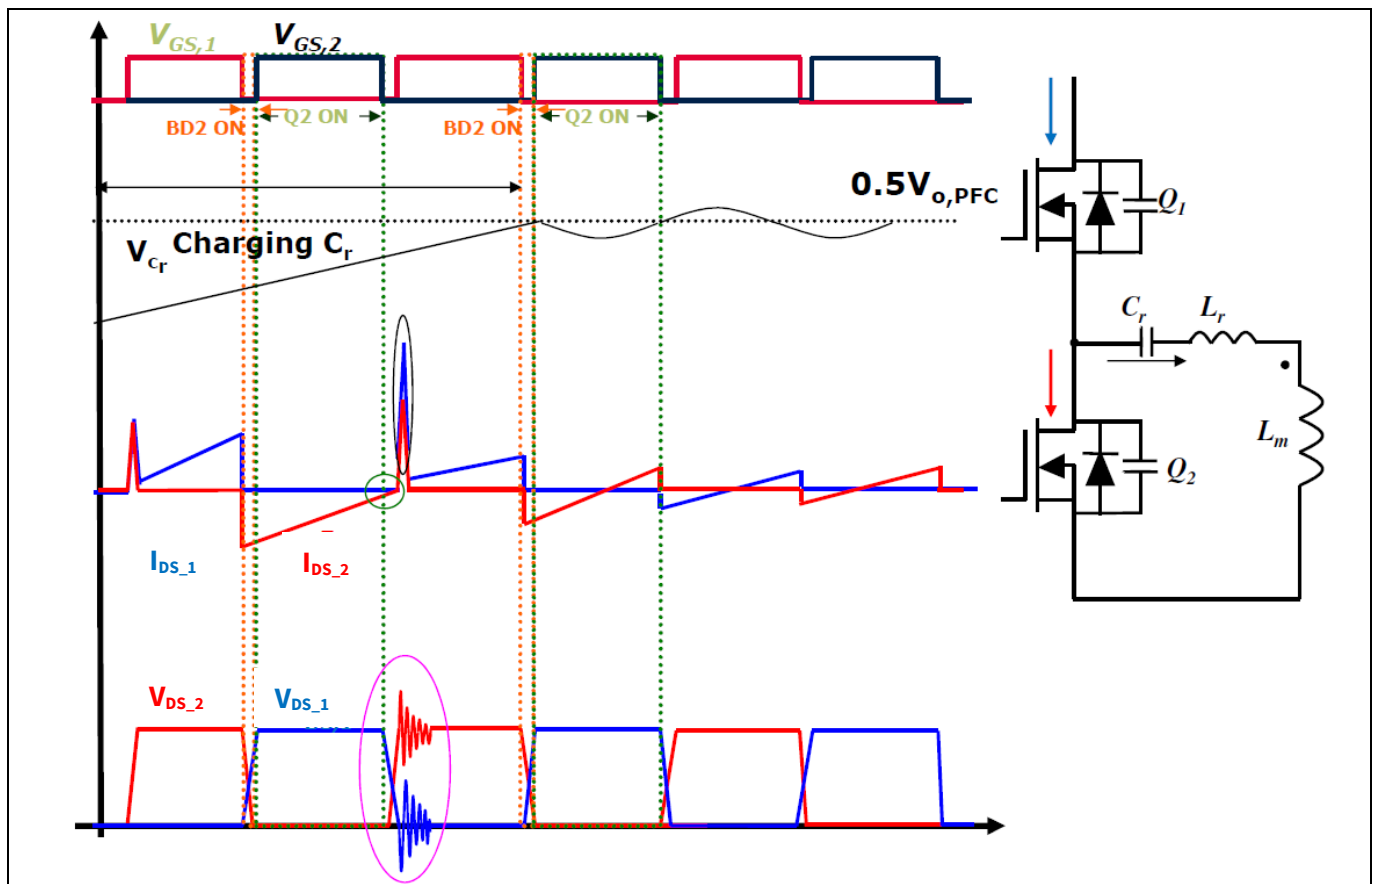 V_GS,1
V_GS,2
BD2 ON
Q2 ON
BD2 ON
Q2 ON
0.5V_o,PFC
V_cr
Charging C_r
Q_1
C_r
L_r
L_m
Q_2
I_DS_1
I_DS_2
V_DS_2
V_DS_1